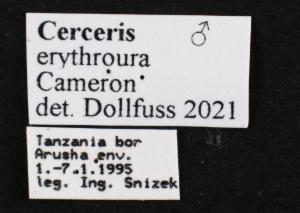 Cerceris ♂
erythroura
Cameron
det. Dollfuss 2021
Tanzania bor
Arusha env.
1.-7.1.1995
leg. Ing. Snizek